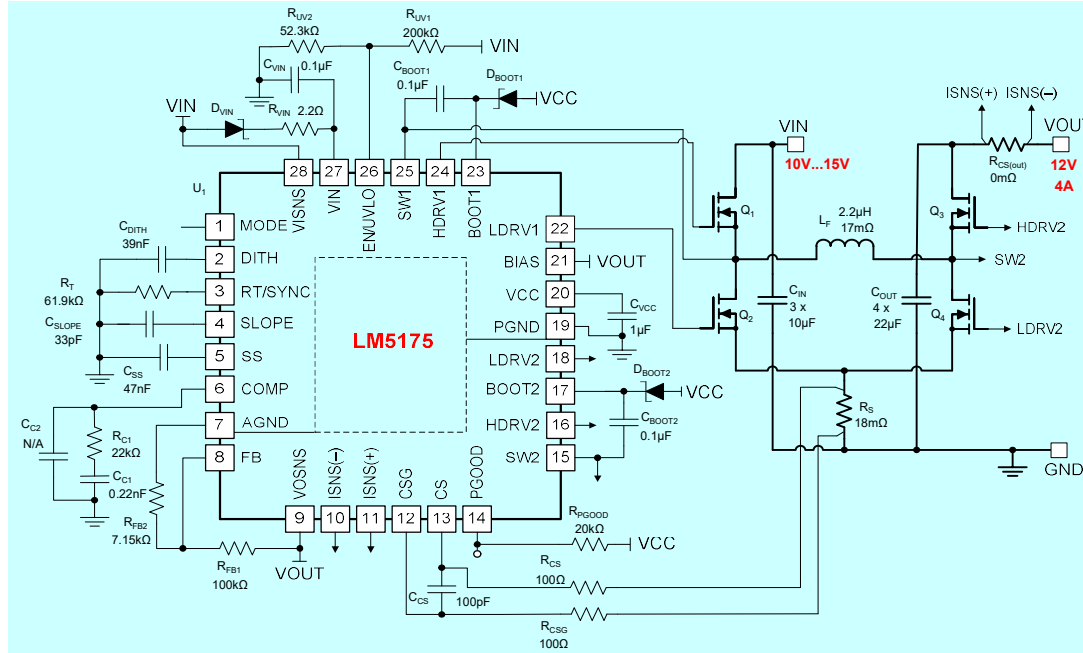 RUV2
52.3kΩ
RUV1
200kΩ
VIN
CVIN
0.1µF
CBOOT1
0.1µF
DBOOT1
VCC
VIN
DVIN
RVIN 2.2Ω
28
27
26
25
24
23
VISNS
VIN
EN/UVLO
SW1
HDRV1
BOOT1
U1
1
MODE
2
DITH
3
RT/SYNC
4
SLOPE
5
SS
6
COMP
7
AGND
8
FB
CDITH
39nF
RT
61.9kΩ
CSLOPE
33pF
CSS
47nF
CC2
N/A
RC1
22kΩ
CC1
0.22nF
RFB2
7.15kΩ
RFB1
100kΩ
VOUT
LM5175
LDRV1
22
BIAS
21
VOUT
VCC
20
CVCC
1µF
PGND
19
LDRV2
18
BOOT2
17
DBOOT2
VCC
CBOOT2
0.1µF
HDRV2
16
SW2
15
VOSNS
ISNS(−)
ISNS(+)
CSG
CS
PGOOD
9
10
11
12
13
14
RPGOOD
20kΩ
VCC
RCS
100Ω
CCS
100pF
RCSG
100Ω
ISNS(+)
ISNS(−)
VIN
10V...15V
VOUT
12V
4A
RCS(out)
0mΩ
Q1
Q2
LF
2.2µH
17mΩ
Q3
HDRV2
SW2
Q4
LDRV2
CIN
3 x
10µF
COUT
4 x
22µF
RS
18mΩ
GND